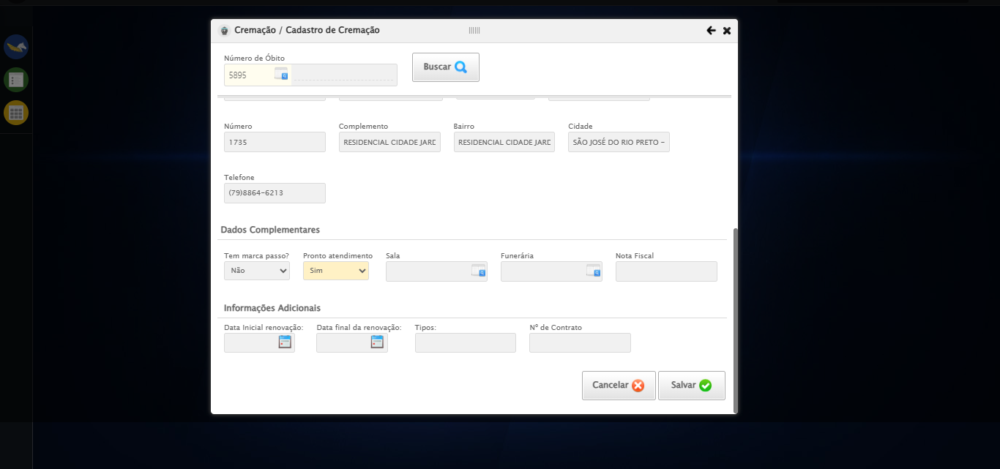 Cremação / Cadastro de Cremação
Número de Óbito
5895
Buscar
Número
Complemento
Bairro
Cidade
1735
RESIDENCIAL CIDADE JARD
RESIDENCIAL CIDADE JARD
SÃO JOSÉ DO RIO PRETO -
Telefone
(79)8864-6213
Dados Complementares
Tem marca passo?
Pronto atendimento
Sala
Funerária
Nota Fiscal
Não
Sim
Informações Adicionais
Data Inicial renovação:
Data final da renovação:
Tipos:
Nº de Contrato
Cancelar
Salvar